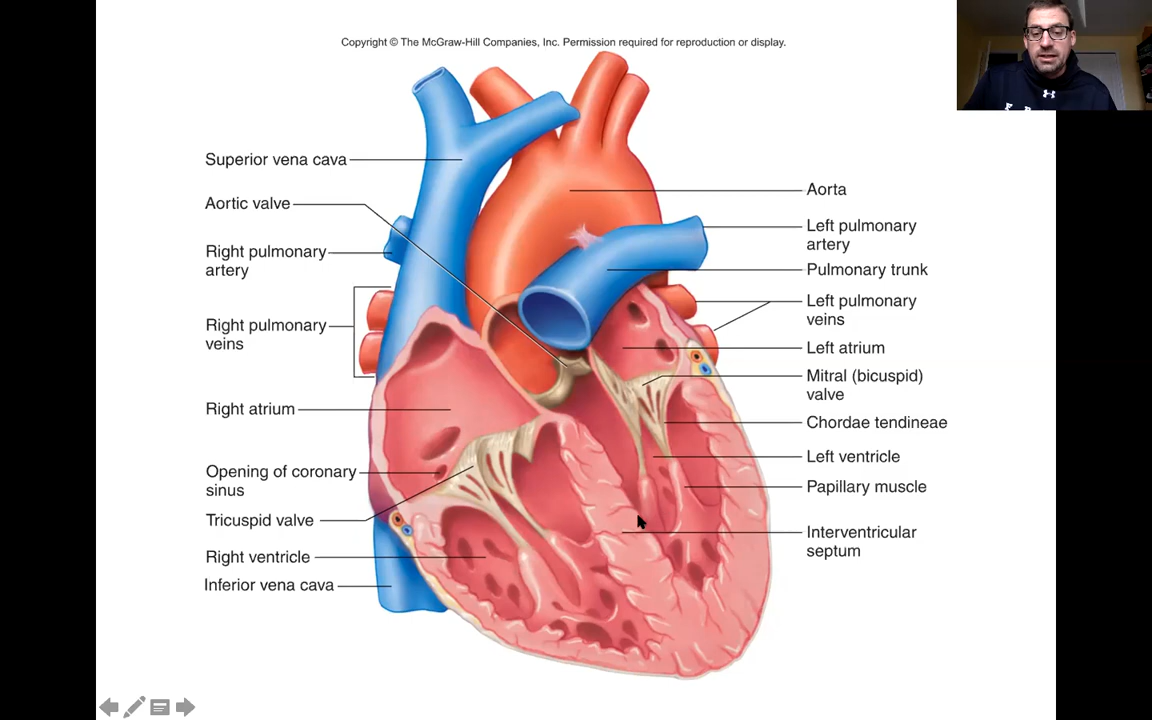 Copyright © The McGraw-Hill Companies, Inc. Permission required for reproduction or display.
Superior vena cava
Aortic valve
Right pulmonary
artery
Right pulmonary
veins
Right atrium
Opening of coronary
sinus
Tricuspid valve
Right ventricle
Inferior vena cava
Aorta
Left pulmonary
artery
Pulmonary trunk
Left pulmonary
veins
Left atrium
Mitral (bicuspid)
valve
Chordae tendineae
Left ventricle
Papillary muscle
Interventricular
septum